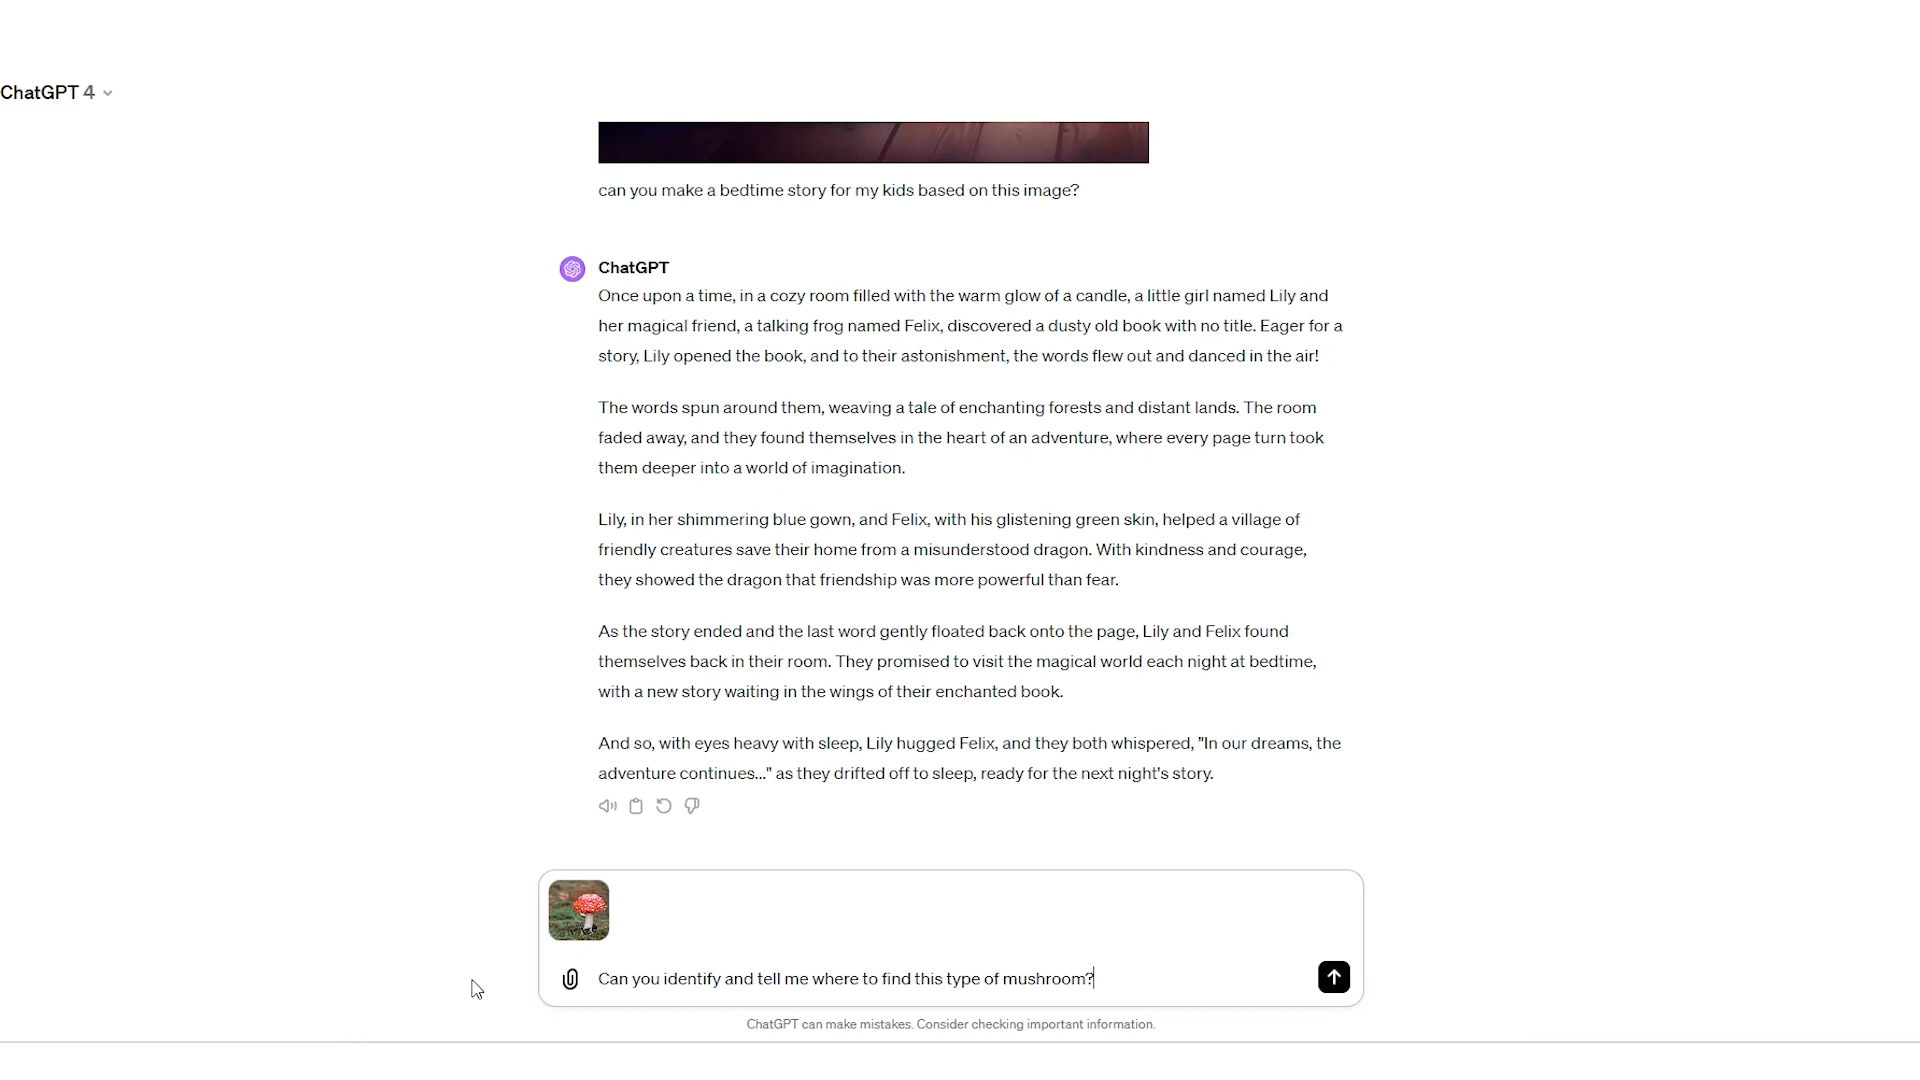 ChatGPT 4
can you make a bedtime story for my kids based on this image?
ChatGPT
Once upon a time, in a cozy room filled with the warm glow of a candle, a little girl named Lily and
her magical friend, a talking frog named Felix, discovered a dusty old book with no title. Eager for a
story, Lily opened the book, and to their astonishment, the words flew out and danced in the air!
The words spun around them, weaving a tale of enchanting forests and distant lands. The room
faded away, and they found themselves in the heart of an adventure, where every page turn took
them deeper into a world of imagination.
Lily, in her shimmering blue gown, and Felix, with his glistening green skin, helped a village of
friendly creatures save their home from a misunderstood dragon. With kindness and courage,
they showed the dragon that friendship was more powerful than fear.
As the story ended and the last word gently floated back onto the page, Lily and Felix found
themselves back in their room. They promised to visit the magical world each night at bedtime,
with a new story waiting in the wings of their enchanted book.
And so, with eyes heavy with sleep, Lily hugged Felix, and they both whispered, "In our dreams, the
adventure continues..." as they drifted off to sleep, ready for the next night's story.
Can you identify and tell me where to find this type of mushroom?
ChatGPT can make mistakes. Consider checking important information.